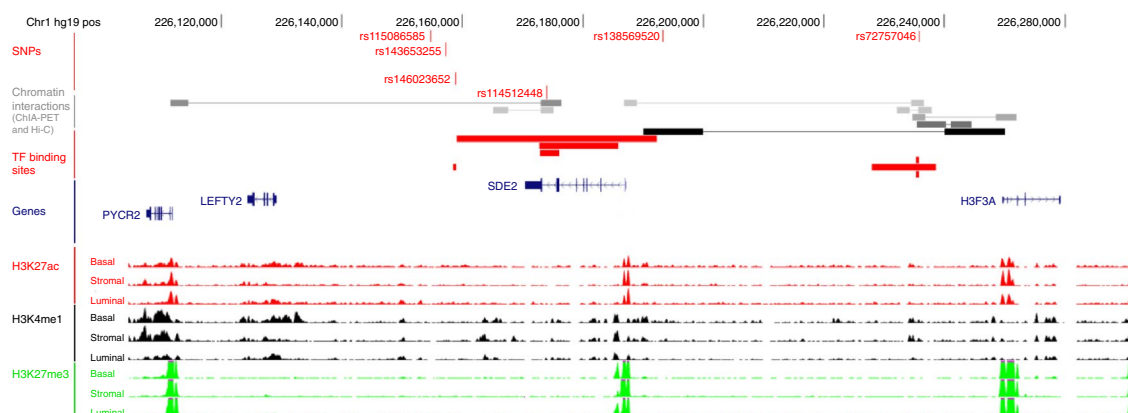 Chr1 hg19 pos 226,120,000 226,140,000 226,160,000 226,180,000 226,200,000 226,220,000 226,240,000 226,280,000
rs115086585 rs138569520 rs72757046
SNPs rs143653255
rs146023652
rs114512448
Chromatin
interactions
(ChIA-PET
and Hi-C)
TF binding
sites
Genes
SDE2
LEFTY2 H3F3A
PYCR2
H3K27ac Basal
Stromal
Luminal
H3K4me1 Basal
Stromal
Luminal
H3K27me3 Basal
Stromal
Luminal